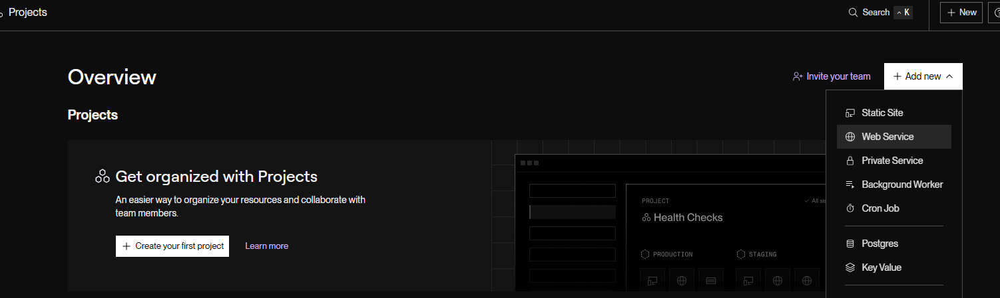 Projects
Search ^ K
+ New
Overview
Invite your team
+ Add new
Projects
Static Site
Web Service
Private Service
Background Worker
Cron Job
Postgres
Key Value
Get organized with Projects
An easier way to organize your resources and collaborate with
team members.
+ Create your first project
Learn more
PROJECT
✓ All se
Health Checks
PRODUCTION
STAGING